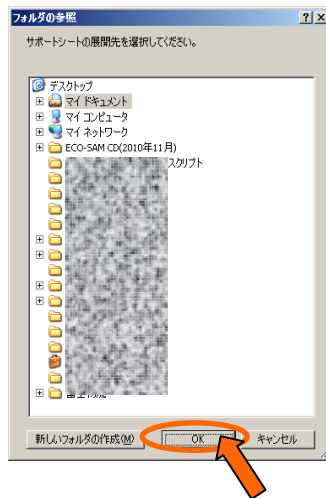 フォルダの参照
サポートシートの展開先を選択してください。
デスクトップ
マイ ドキュメント
マイ コンピュータ
マイ ネットワーク
ECO-SAM CD(2010年11月)
スクリプト
新しいフォルダの作成(M)
OK
キャンセル